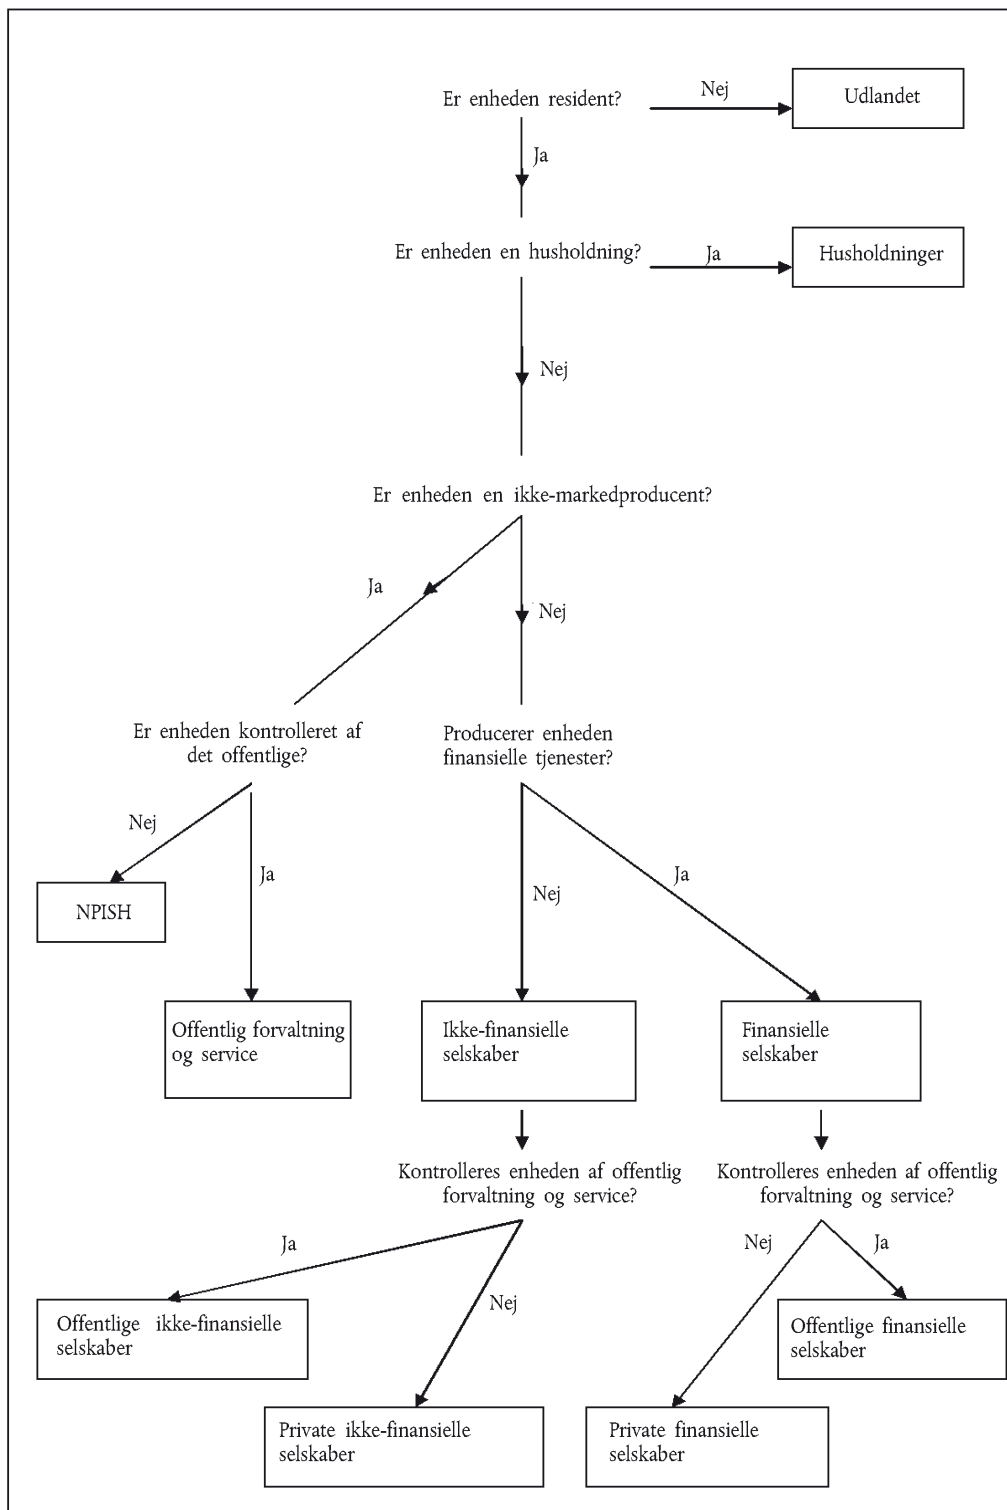 Er enheden resident?
Nej
Udlandet
Ja
Er enheden en husholdning?
Ja
Husholdninger
Nej
Er enheden en ikke-markedproducent?
Ja
Nej
Er enheden kontrolleret af
det offentlige?
Producerer enheden
finansielle tjenester?
Nej
Ja
Nej
Ja
NPISH
Offentlig forvaltning
og service
Ikke-finansielle
selskaber
Finansielle
selskaber
Kontrolleres enheden af offentlig
forvaltning og service?
Kontrolleres enheden af offentlig
forvaltning og service?
Ja
Nej
Nej
Ja
Offentlige ikke-finansielle
selskaber
Offentlige finansielle
selskaber
Private ikke-finansielle
selskaber
Private finansielle
selskaber